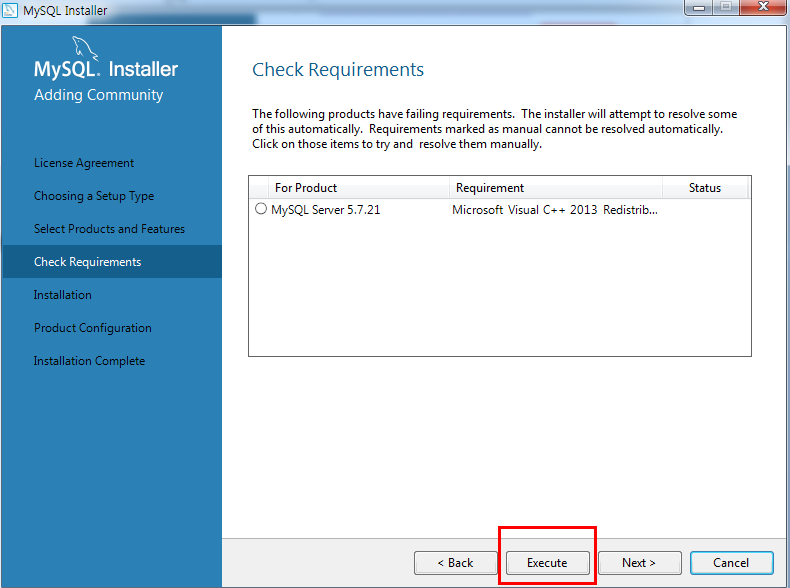 MySQL Installer
MySQL. Installer
Adding Community
License Agreement
Choosing a Setup Type
Select Products and Features
Check Requirements
Installation
Product Configuration
Installation Complete
Check Requirements
The following products have failing requirements. The installer will attempt to resolve some
of this automatically. Requirements marked as manual cannot be resolved automatically.
Click on those items to try and resolve them manually.
For Product Requirement Status
MySQL Server 5.7.21 Microsoft Visual C++ 2013 Redistrib...
< Back Execute Next > Cancel